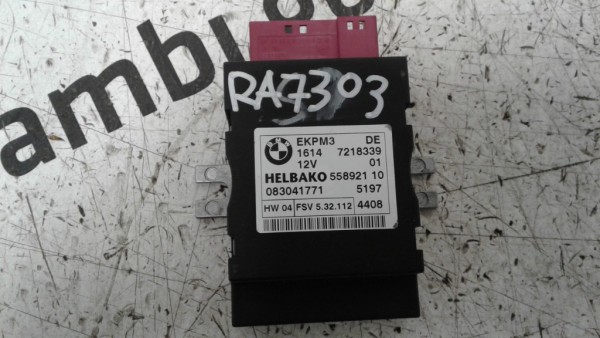 amblo
RA7303
EKPM3 DE
1614 7218339
12V 01
HELBAKO 558921 10
083041771 5197
HW 04 FSV 5.32.112 4408